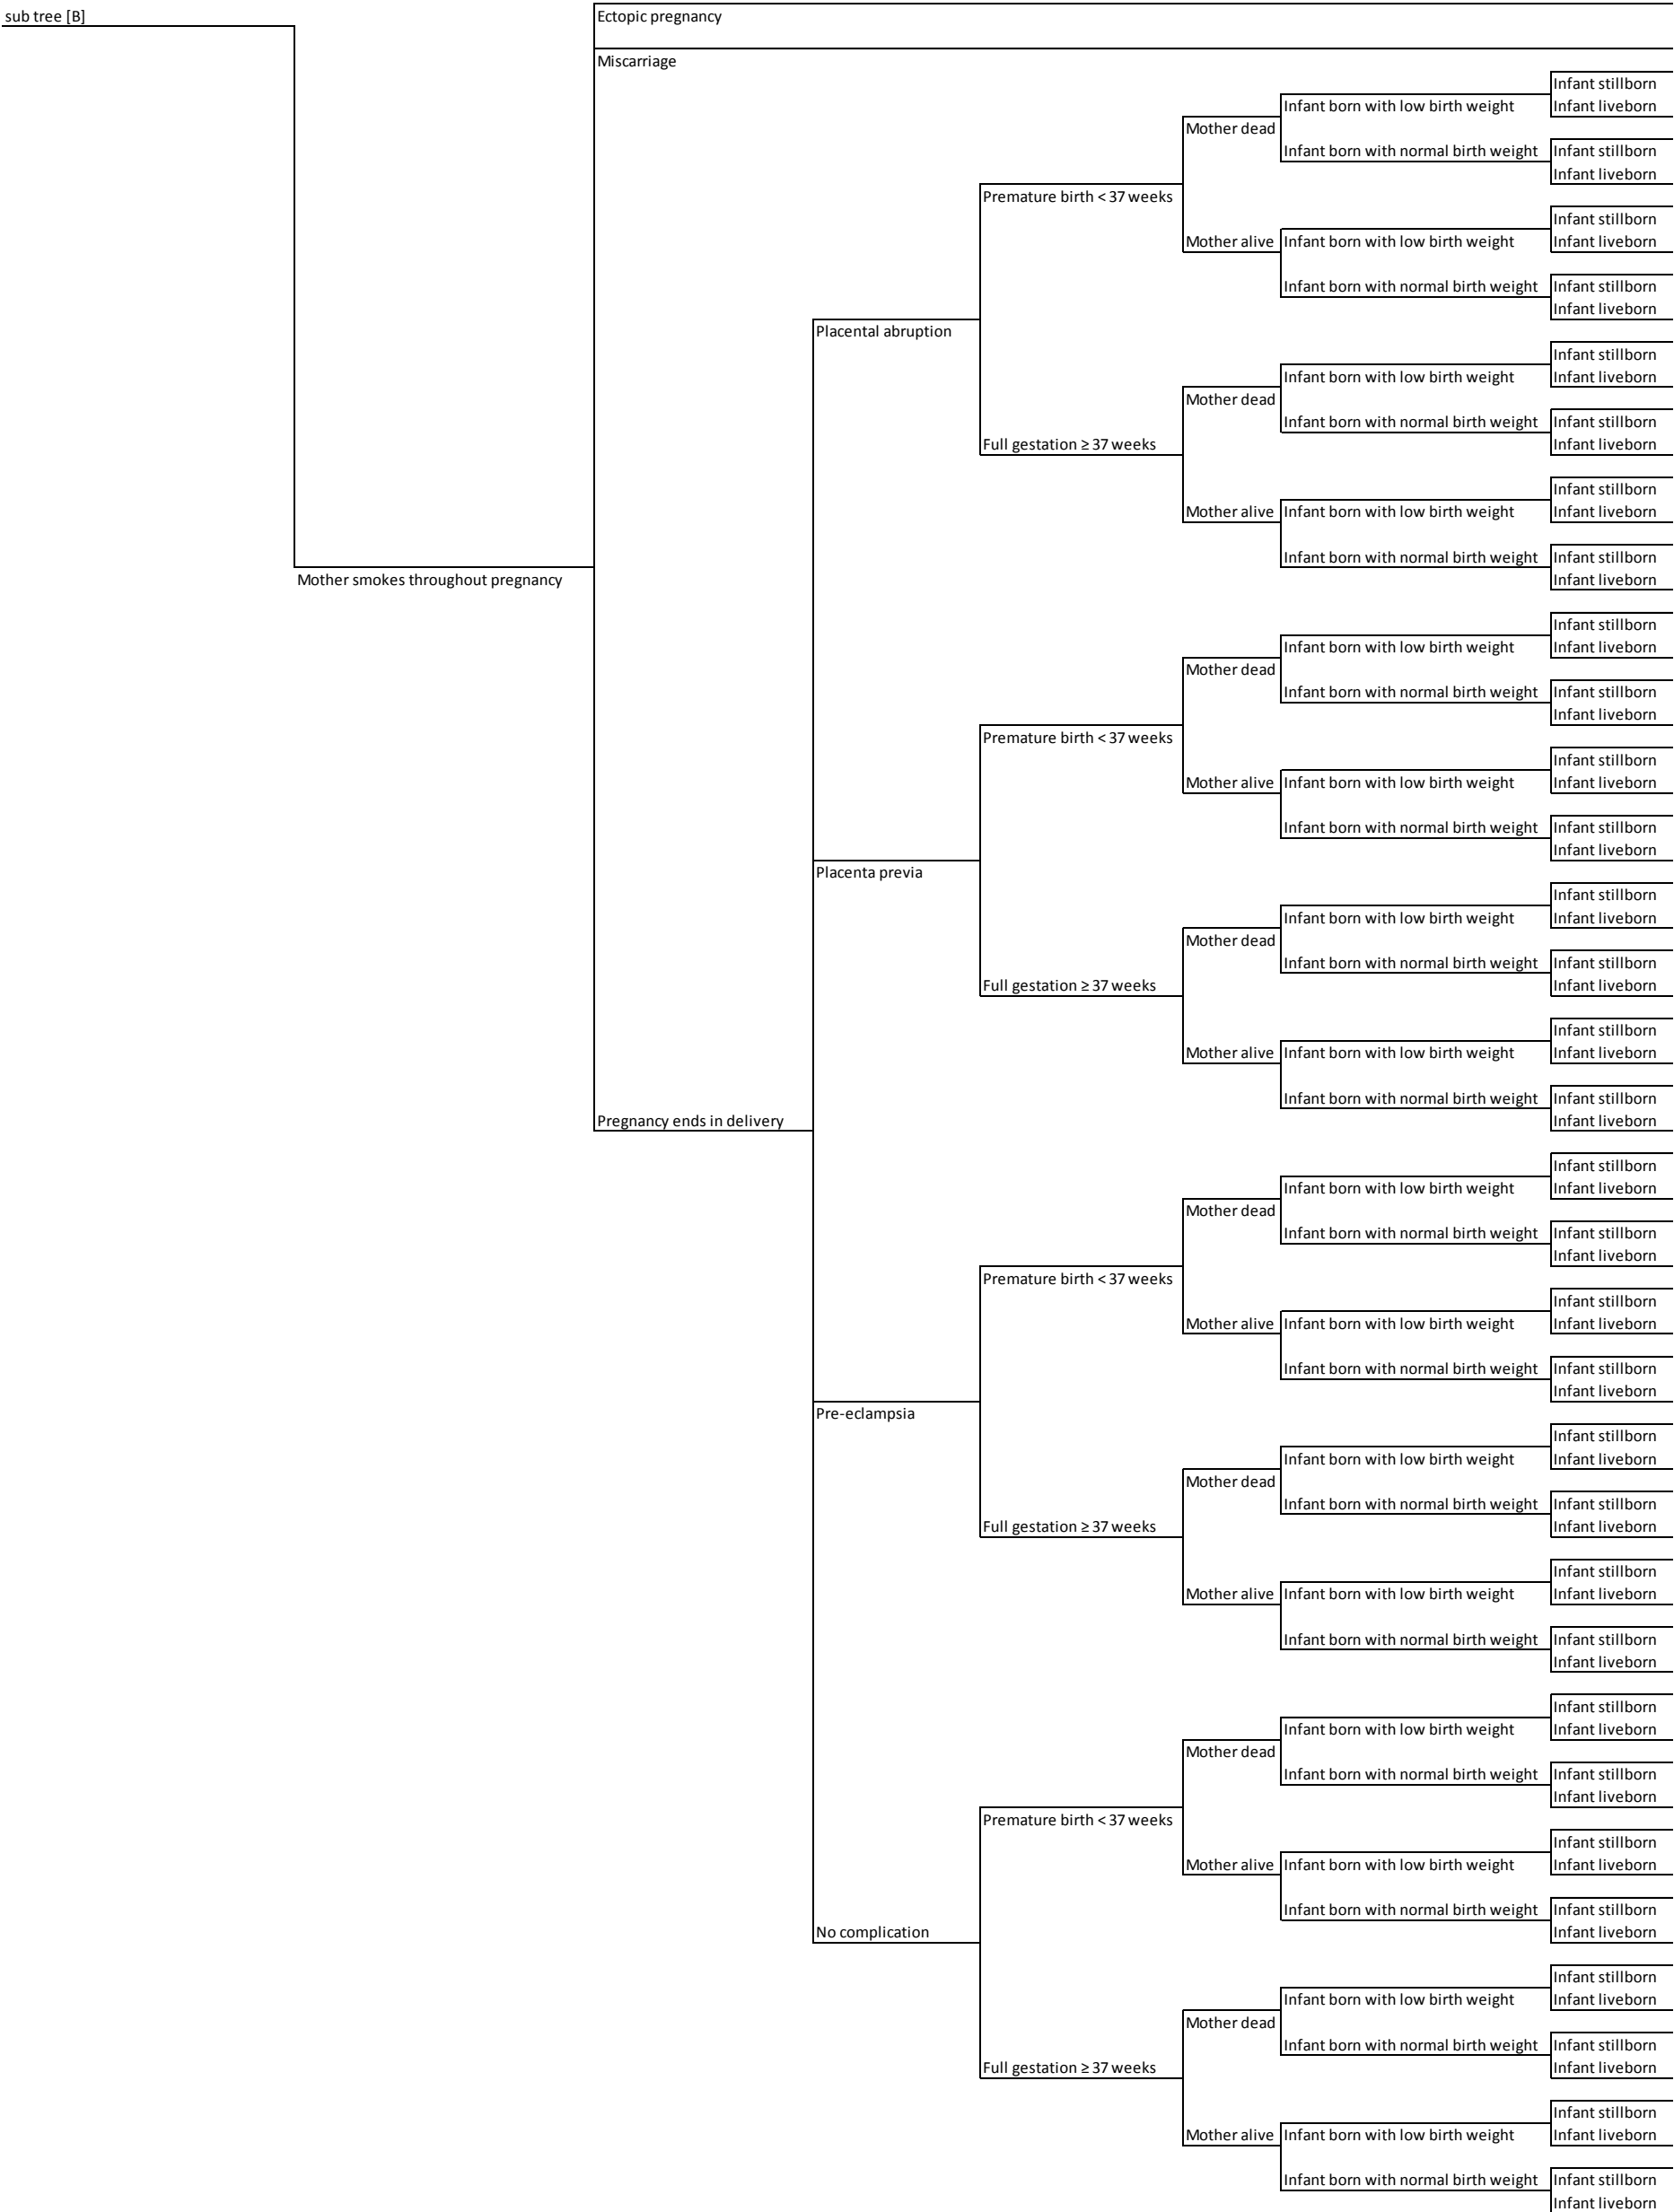 sub tree [B]
Ectopic pregnancy
Miscarriage
Infant stillborn
Infant born with low birth weight Infant liveborn
Mother dead
Infant born with normal birth weight Infant stillborn
Infant liveborn
Premature birth < 37 weeks
Infant stillborn
Mother alive Infant born with low birth weight Infant liveborn
Infant born with normal birth weight Infant stillborn
Infant liveborn
Placental abruption
Infant stillborn
Infant born with low birth weight Infant liveborn
Mother dead
Infant born with normal birth weight Infant stillborn
Full gestation ≥ 37 weeks Infant liveborn
Infant stillborn
Mother alive Infant born with low birth weight Infant liveborn
Infant born with normal birth weight Infant stillborn
Mother smokes throughout pregnancy Infant liveborn
Infant stillborn
Infant born with low birth weight Infant liveborn
Mother dead
Infant born with normal birth weight Infant stillborn
Infant liveborn
Premature birth < 37 weeks
Infant stillborn
Mother alive Infant born with low birth weight Infant liveborn
Infant born with normal birth weight Infant stillborn
Infant liveborn
Placenta previa
Infant stillborn
Infant born with low birth weight Infant liveborn
Mother dead
Infant born with normal birth weight Infant stillborn
Full gestation ≥ 37 weeks Infant liveborn
Infant stillborn
Mother alive Infant born with low birth weight Infant liveborn
Infant born with normal birth weight Infant stillborn
Pregnancy ends in delivery Infant liveborn
Infant stillborn
Infant born with low birth weight Infant liveborn
Mother dead
Infant born with normal birth weight Infant stillborn
Infant liveborn
Premature birth < 37 weeks
Infant stillborn
Mother alive Infant born with low birth weight Infant liveborn
Infant born with normal birth weight Infant stillborn
Infant liveborn
Pre-eclampsia
Infant stillborn
Infant born with low birth weight Infant liveborn
Mother dead
Infant born with normal birth weight Infant stillborn
Full gestation ≥ 37 weeks Infant liveborn
Infant stillborn
Mother alive Infant born with low birth weight Infant liveborn
Infant born with normal birth weight Infant stillborn
Infant liveborn
Infant stillborn
Infant born with low birth weight Infant liveborn
Mother dead
Infant born with normal birth weight Infant stillborn
Infant liveborn
Premature birth < 37 weeks
Infant stillborn
Mother alive Infant born with low birth weight Infant liveborn
Infant born with normal birth weight Infant stillborn
No complication Infant liveborn
Infant stillborn
Infant born with low birth weight Infant liveborn
Mother dead
Infant born with normal birth weight Infant stillborn
Full gestation ≥ 37 weeks Infant liveborn
Infant stillborn
Mother alive Infant born with low birth weight Infant liveborn
Infant born with normal birth weight Infant stillborn
Infant liveborn